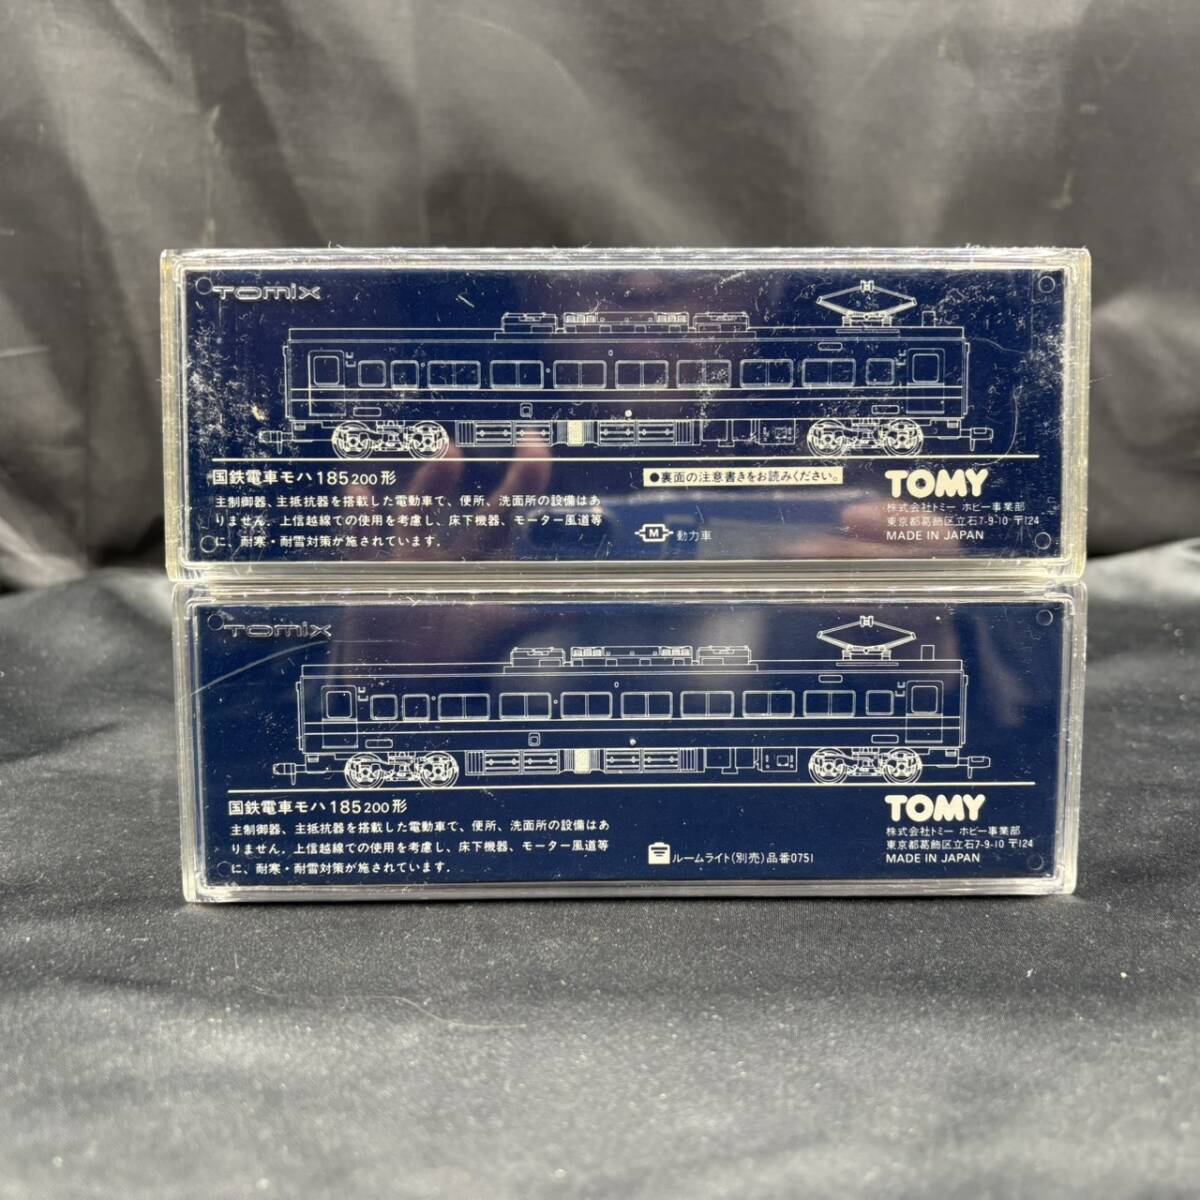 TOMIX
国鉄電車モハ185 200形
●裏面の注意書きをお読みください。
主制御器、主抵抗器を搭載した電動車で、便所、洗面所の設備はあ
りません。上信越線での使用を考慮し、床下機器、モーター風道等
に、耐寒・耐雪対策が施されています。
M 動力車
TOMY
株式会社トミー ホビー事業部
東京都葛飾区立石7-9-10 〒124
MADE IN JAPAN
TOMIX
国鉄電車モハ185 200形
主制御器、主抵抗器を搭載した電動車で、便所、洗面所の設備はあ
りません。上信越線での使用を考慮し、床下機器、モーター風道等
に、耐寒・耐雪対策が施されています。
ルームライト(別売)品番0751
TOMY
株式会社トミー ホビー事業部
東京都葛飾区立石7-9-10 〒124
MADE IN JAPAN